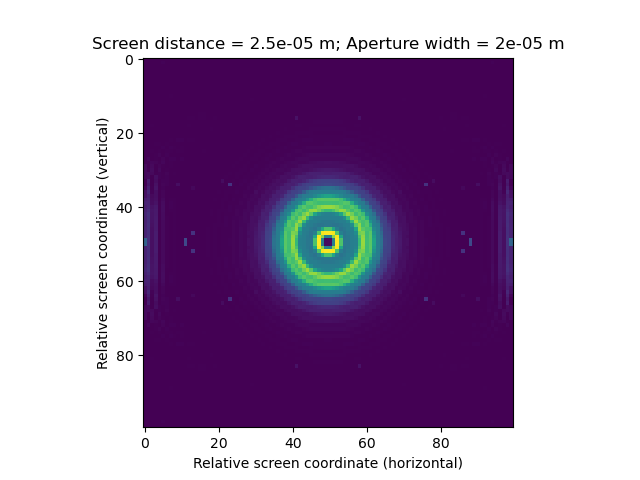 Screen distance = 2.5e-05 m; Aperture width = 2e-05 m
0
20
40
60
80
Relative screen coordinate (vertical)
0 20 40 60 80
Relative screen coordinate (horizontal)